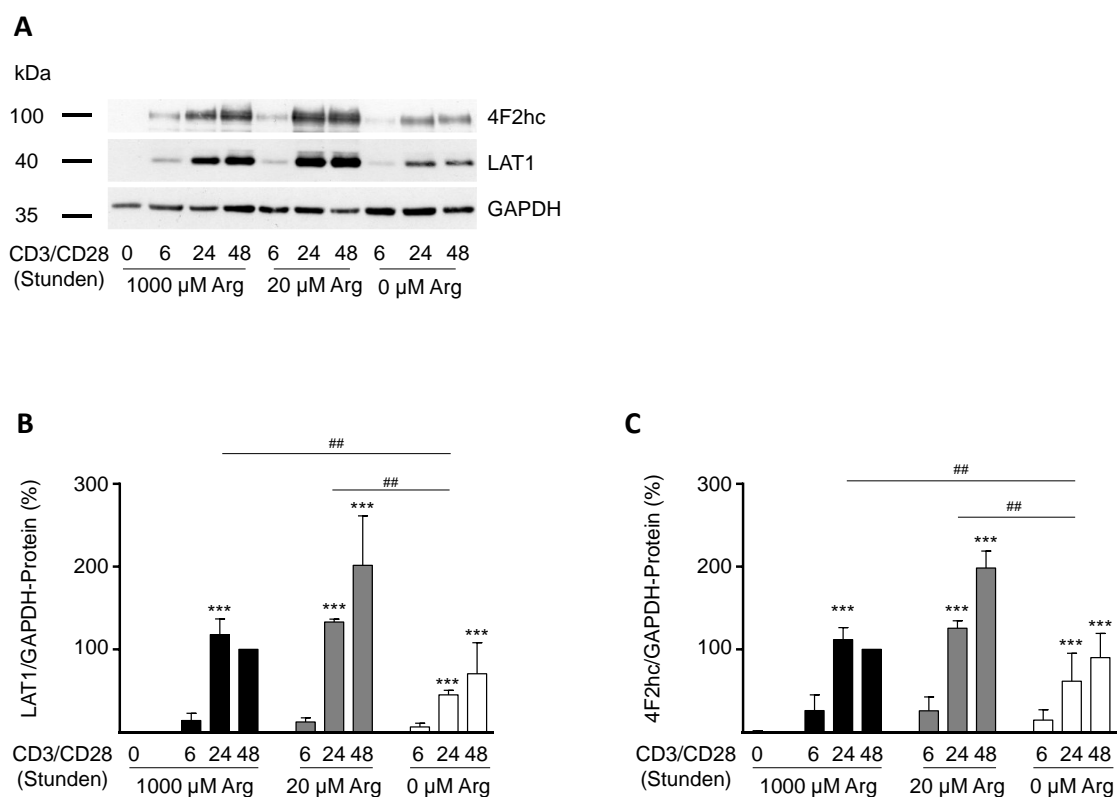 A
kDa
100
4F2hc
40
LAT1
35
GAPDH
CD3/CD28 0 6 24 48 6 24 48 6 24 48
(Stunden) 1000 µM Arg 20 µM Arg 0 µM Arg
B
##
##
LAT1/GAPDH-Protein (%)
300
200
100
***
***
***
***
***
CD3/CD28 0 6 24 48 6 24 48 6 24 48
(Stunden) 1000 µM Arg 20 µM Arg 0 µM Arg
C
##
##
4F2hc/GAPDH-Protein (%)
300
200
100
***
***
***
***
***
CD3/CD28 0 6 24 48 6 24 48 6 24 48
(Stunden) 1000 µM Arg 20 µM Arg 0 µM Arg